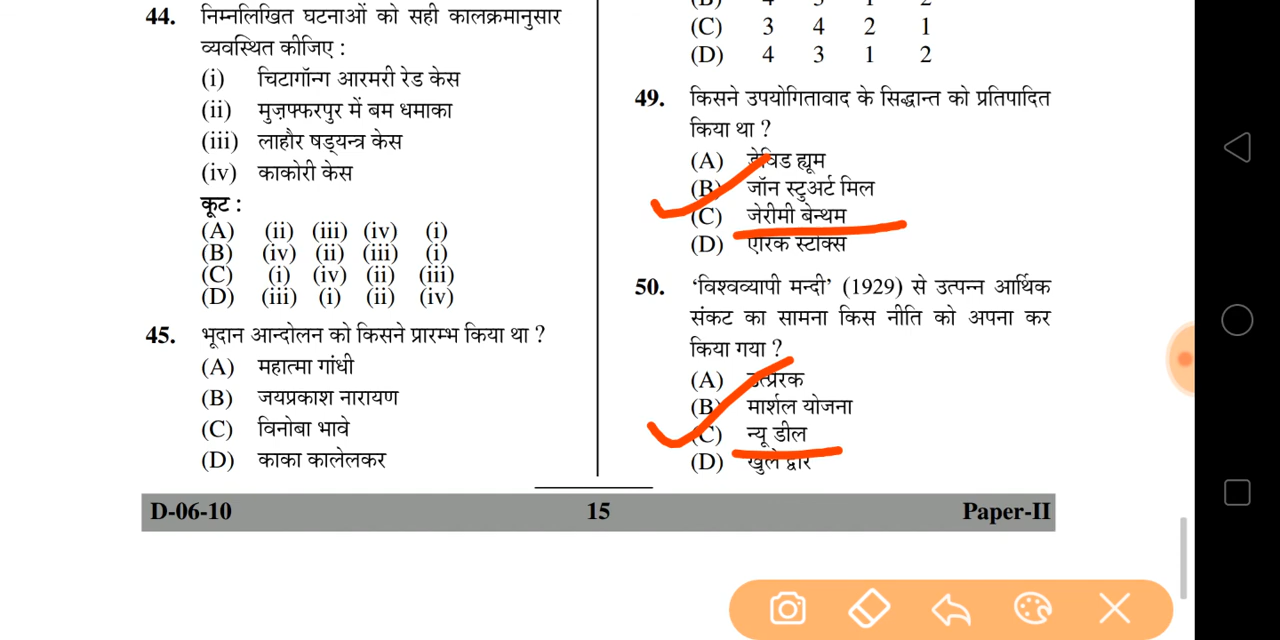 44. निम्नलिखित घटनाओं को सही कालक्रमानुसार
व्यवस्थित कीजिए :
(i) चिटागॉन्ग आरमरी रेड केस
(ii) मुज़फ्फरपुर में बम धमाका
(iii) लाहौर षड्यन्त्र केस
(iv) काकोरी केस
कूट :
(A) (ii) (iii) (iv) (i)
(B) (iv) (ii) (iii) (i)
(C) (i) (iv) (ii) (iii)
(D) (iii) (i) (ii) (iv)
45. भूदान आन्दोलन को किसने प्रारम्भ किया था ?
(A) महात्मा गांधी
(B) जयप्रकाश नारायण
(C) विनोबा भावे
(D) काका कालेलकर
(C) 3 4 2 1
(D) 4 3 1 2
49. किसने उपयोगितावाद के सिद्धान्त को प्रतिपादित
किया था ?
(A) डेविड ह्यूम
(B) जॉन स्टुअर्ट मिल
(C) जेरीमी बेन्थम
(D) एरिक स्टोक्स
50. ‘विश्वव्यापी मन्दी’ (1929) से उत्पन्न आर्थिक
संकट का सामना किस नीति को अपना कर
किया गया ?
(A) उत्प्रेरक
(B) मार्शल योजना
(C) न्यू डील
(D) खुले द्वार
D-06-10 15 Paper-II